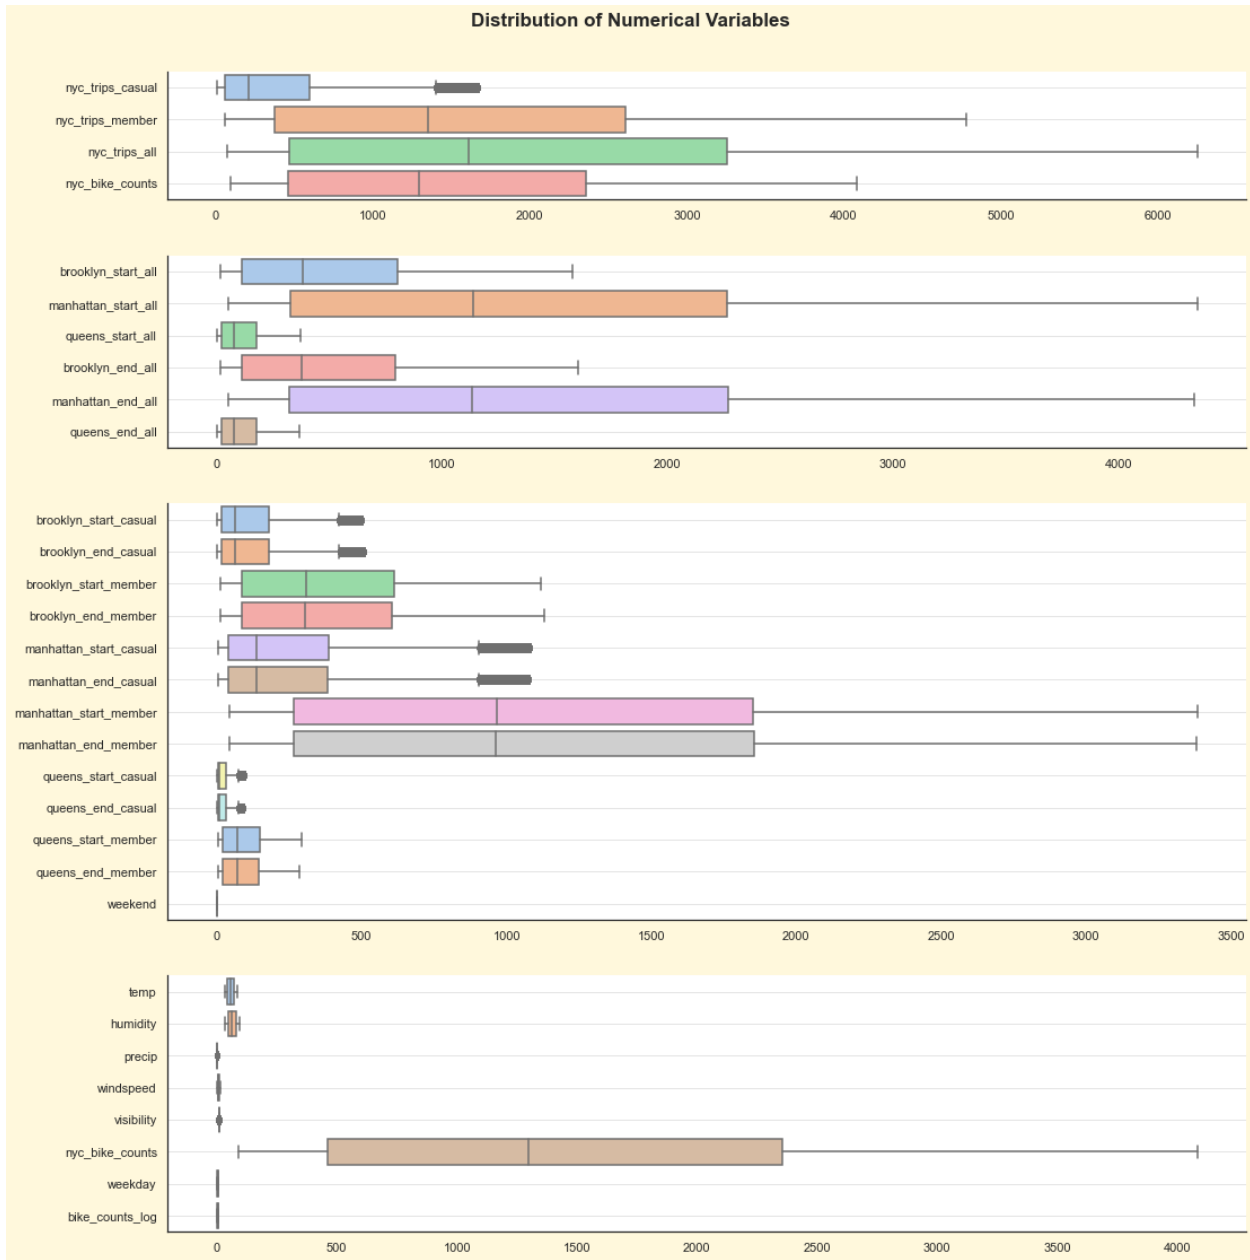 Distribution of Numerical Variables
nyc_trips_casual
nyc_trips_member
nyc_trips_all
nyc_bike_counts
0 1000 2000 3000 4000 5000 6000
brooklyn_start_all
manhattan_start_all
queens_start_all
brooklyn_end_all
manhattan_end_all
queens_end_all
0 1000 2000 3000 4000
brooklyn_start_casual
brooklyn_end_casual
brooklyn_start_member
brooklyn_end_member
manhattan_start_casual
manhattan_end_casual
manhattan_start_member
manhattan_end_member
queens_start_casual
queens_end_casual
queens_start_member
queens_end_member
weekend
0 500 1000 1500 2000 2500 3000 3500
temp
humidity
precip
windspeed
visibility
nyc_bike_counts
weekday
bike_counts_log
0 500 1000 1500 2000 2500 3000 3500 4000